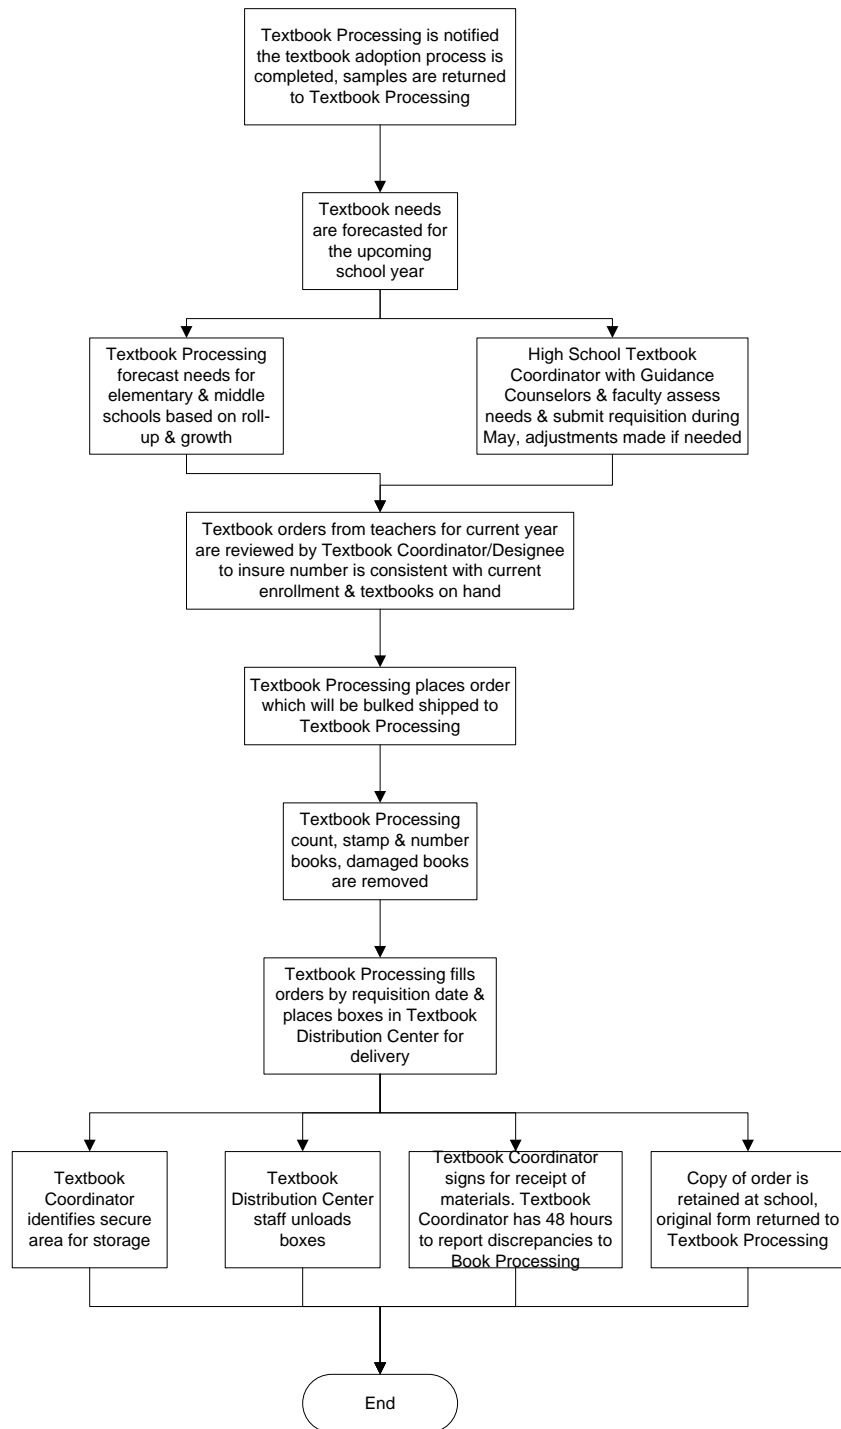 Textbook Processing is notified
the textbook adoption process is
completed, samples are returned
to Textbook Processing
Textbook needs
are forecasted for
the upcoming
school year
Textbook Processing
forecast needs for
elementary & middle
schools based on roll-
up & growth
High School Textbook
Coordinator with Guidance
Counselors & faculty assess
needs & submit requisition during
May, adjustments made if needed
Textbook orders from teachers for current year
are reviewed by Textbook Coordinator/Designee
to insure number is consistent with current
enrollment & textbooks on hand
Textbook Processing places order
which will be bulked shipped to
Textbook Processing
Textbook Processing
count, stamp & number
books, damaged books
are removed
Textbook Processing fills
orders by requisition date &
places boxes in Textbook
Distribution Center for
delivery
Textbook
Coordinator
identifies secure
area for storage
Textbook
Distribution Center
staff unloads
boxes
Textbook Coordinator
signs for receipt of
materials. Textbook
Coordinator has 48 hours
to report discrepancies to
Book Processing
Copy of order is
retained at school,
original form returned to
Textbook Processing
End